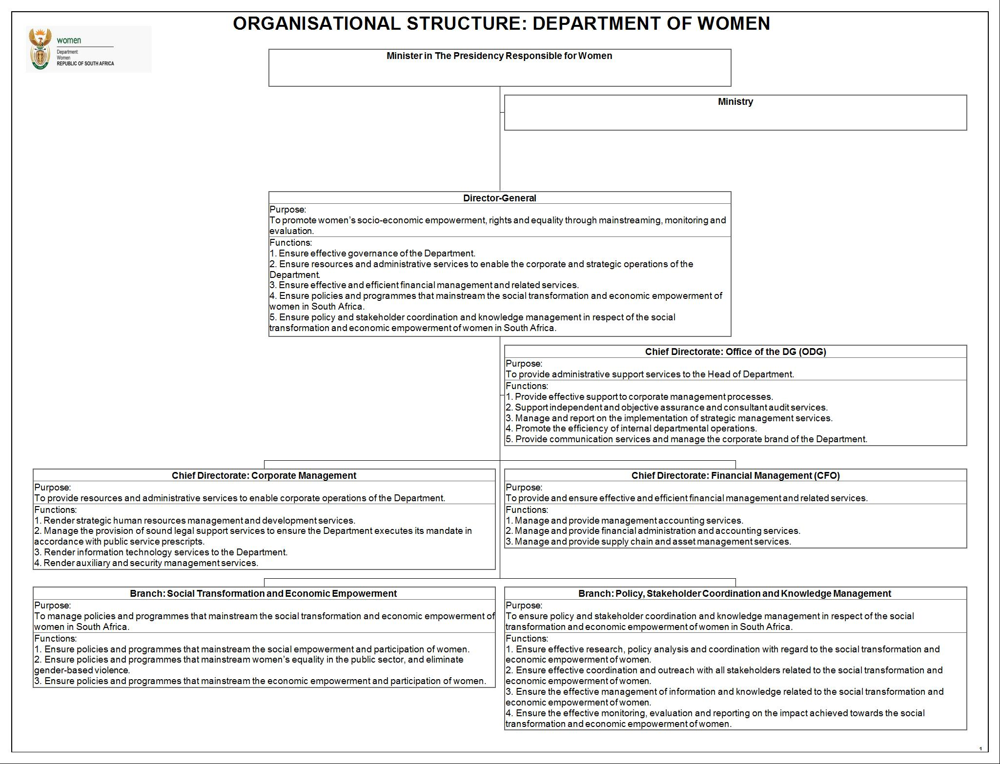 ORGANISATIONAL STRUCTURE: DEPARTMENT OF WOMEN
women
Department:
Women
REPUBLIC OF SOUTH AFRICA
Minister in The Presidency Responsible for Women
Ministry
Director-General
Purpose:
To promote women’s socio-economic empowerment, rights and equality through mainstreaming, monitoring and
evaluation.
Functions:
1. Ensure effective governance of the Department.
2. Ensure resources and administrative services to enable the corporate and strategic operations of the
Department.
3. Ensure effective and efficient financial management and related services.
4. Ensure policies and programmes that mainstream the social transformation and economic empowerment of
women in South Africa.
5. Ensure policy and stakeholder coordination and knowledge management in respect of the social
transformation and economic empowerment of women in South Africa.
Chief Directorate: Office of the DG (ODG)
Purpose:
To provide administrative support services to the Head of Department.
Functions:
1. Provide effective support to corporate management processes.
2. Support independent and objective assurance and consultant audit services.
3. Manage and report on the implementation of strategic management services.
4. Promote the efficiency of internal departmental operations.
5. Provide communication services and manage the corporate brand of the Department.
Chief Directorate: Corporate Management
Purpose:
To provide resources and administrative services to enable corporate operations of the Department.
Functions:
1. Render strategic human resources management and development services.
2. Manage the provision of sound legal support services to ensure the Department executes its mandate in
accordance with public service prescripts.
3. Render information technology services to the Department.
4. Render auxiliary and security management services.
Chief Directorate: Financial Management (CFO)
Purpose:
To provide and ensure effective and efficient financial management and related services.
Functions:
1. Manage and provide management accounting services.
2. Manage and provide financial administration and accounting services.
3. Manage and provide supply chain and asset management services.
Branch: Social Transformation and Economic Empowerment
Purpose:
To manage policies and programmes that mainstream the social transformation and economic empowerment of
women in South Africa.
Functions:
1. Ensure policies and programmes that mainstream the social empowerment and participation of women.
2. Ensure policies and programmes that mainstream women’s equality in the public sector, and eliminate
gender-based violence.
3. Ensure policies and programmes that mainstream the economic empowerment and participation of women.
Branch: Policy, Stakeholder Coordination and Knowledge Management
Purpose:
To ensure policy and stakeholder coordination and knowledge management in respect of the social
transformation and economic empowerment of women in South Africa.
Functions:
1. Ensure effective research, policy analysis and coordination with regard to the social transformation and
economic empowerment of women.
2. Ensure effective coordination and outreach with all stakeholders related to the social transformation and
economic empowerment of women.
3. Ensure the effective management of information and knowledge related to the social transformation and
economic empowerment of women.
4. Ensure the effective monitoring, evaluation and reporting on the impact achieved towards the social
transformation and economic empowerment of women.
1